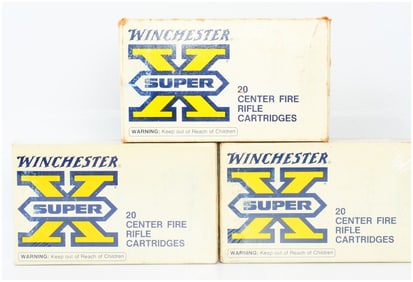 WINCHESTER
SUPER
X
20
CENTER FIRE
RIFLE
CARTRIDGES
WARNING: Keep out of Reach of Children
WINCHESTER
SUPER
X
20
CENTER FIRE
RIFLE
CARTRIDGES
WARNING: Keep out of Reach of Children
WINCHESTER
SUPER
X
20
CENTER FIRE
RIFLE
CARTRIDGES
WARNING: Keep out of Reach of Children